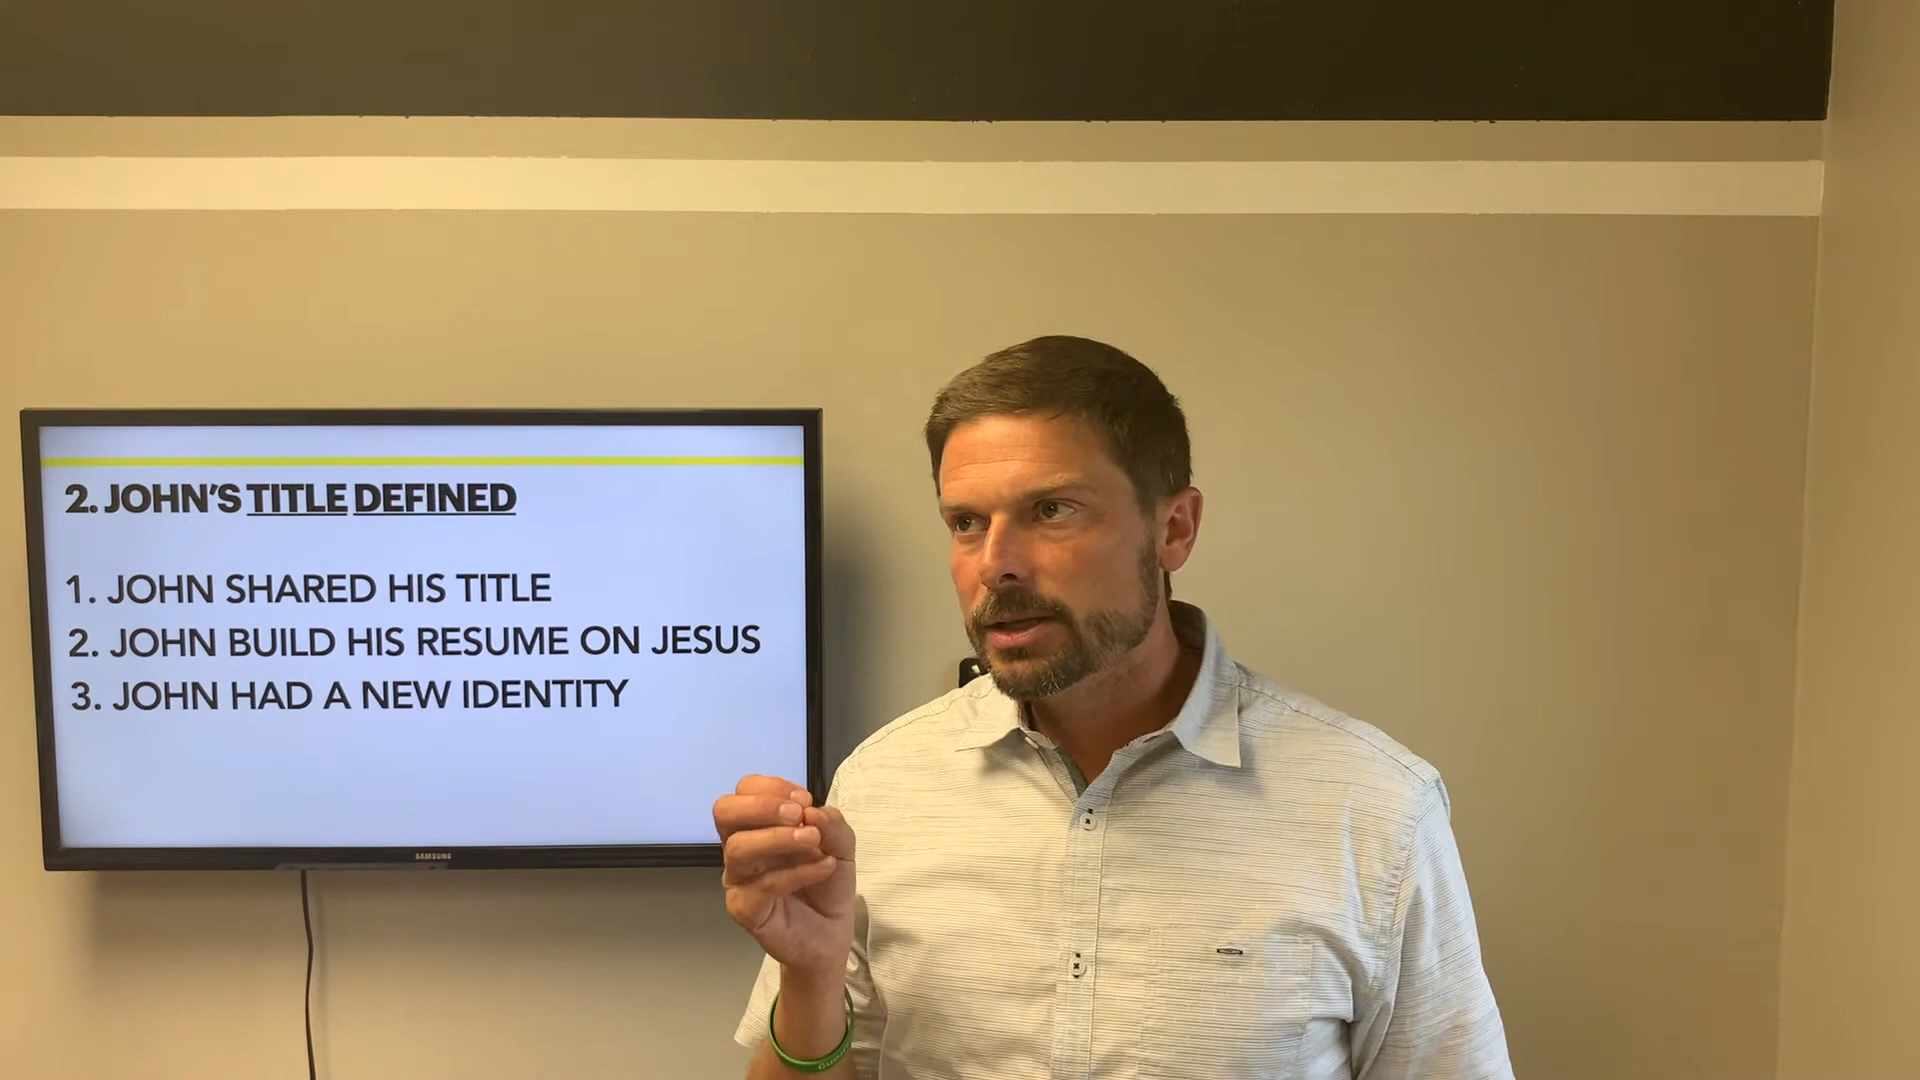 2. JOHN'S TITLE DEFINED
1. JOHN SHARED HIS TITLE
2. JOHN BUILD HIS RESUME ON JESUS
3. JOHN HAD A NEW IDENTITY
SAMSUNG